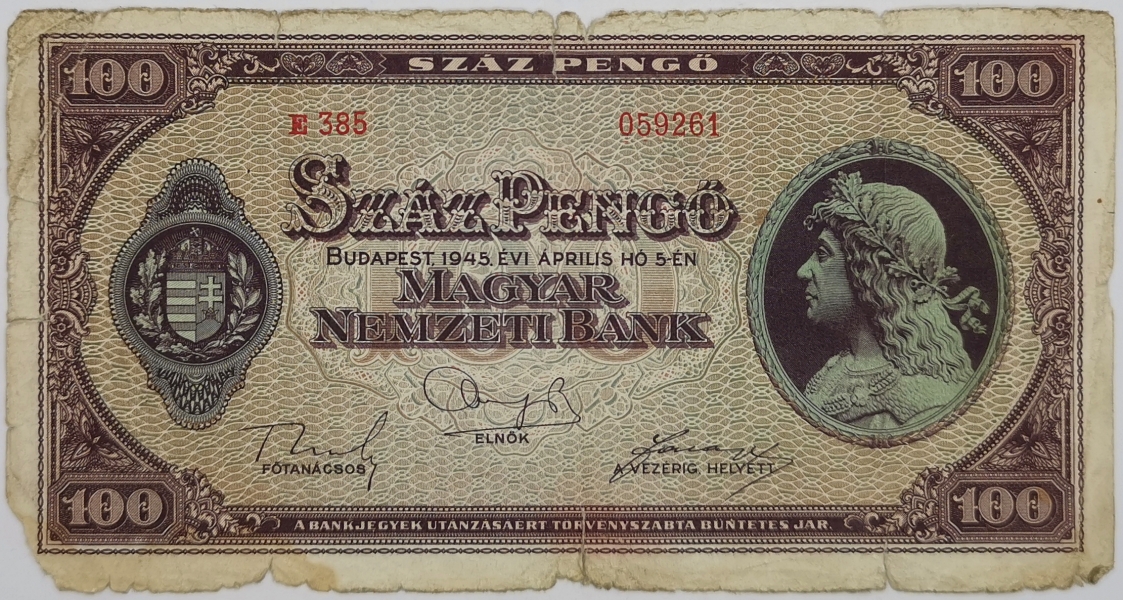 100 SZÁZ PENGŐ 100
E 385 059261
SZÁZ PENGŐ
BUDAPEST, 1945. ÉVI ÁPRILIS HÓ 5-ÉN
MAGYAR
NEMZETI BANK
ELNÖK
FŐTANÁCSOS
A VEZÉRIG. HELYETT
100 A BANKJEGYEK UTÁNZÁSÁÉRT TÖRVÉNYSZABTA BÜNTETÉS JÁR. 100